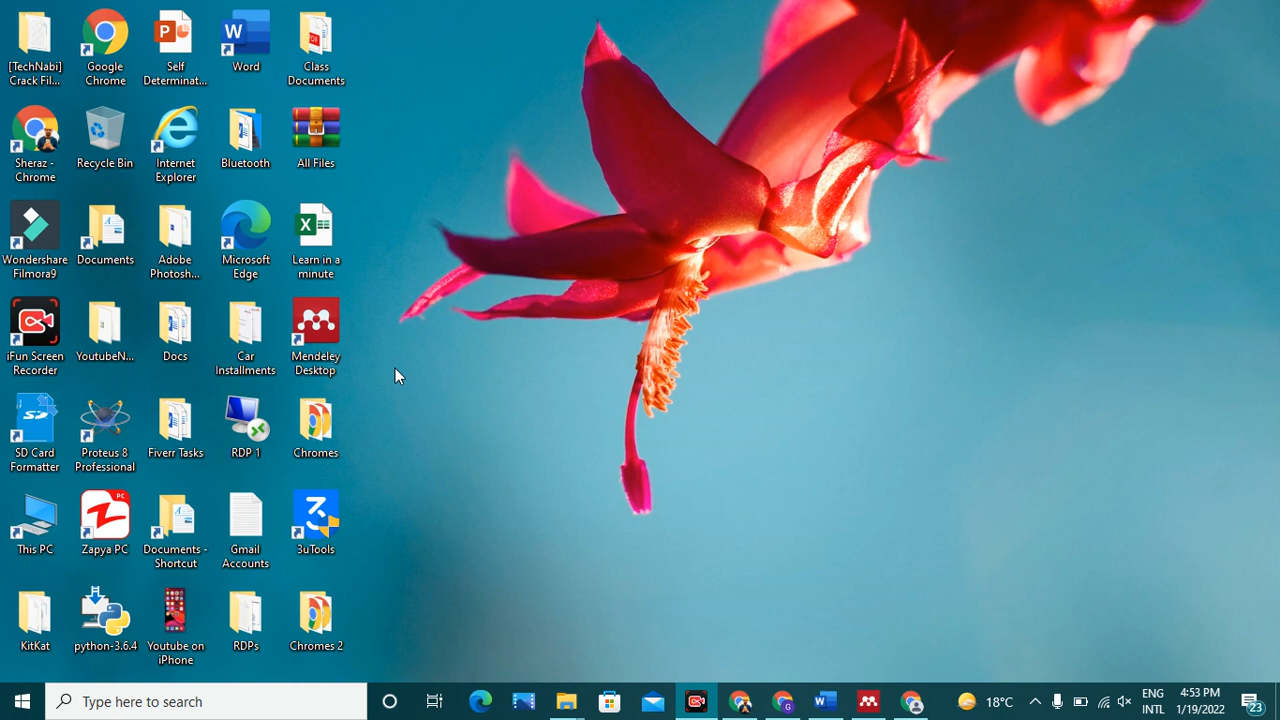 [TechNabi]
Crack Fil...
Google
Chrome
Self
Determinat...
Word
Class
Documents
Sheraz -
Chrome
Recycle Bin
Internet
Explorer
Bluetooth
All Files
Wondershare
Filmora9
Documents
Adobe
Photosh...
Microsoft
Edge
Learn in a
minute
iFun Screen
Recorder
YoutubeN...
Docs
Car
Installments
Mendeley
Desktop
SD Card
Formatter
Proteus 8
Professional
Fiverr Tasks
RDP 1
Chromes
This PC
Zapya PC
Documents -
Shortcut
Gmail
Accounts
3uTools
KitKat
python-3.6.4
Youtube on
iPhone
RDPs
Chromes 2
Type here to search
18°C
ENG
INTL
4:53 PM
1/19/2022
23